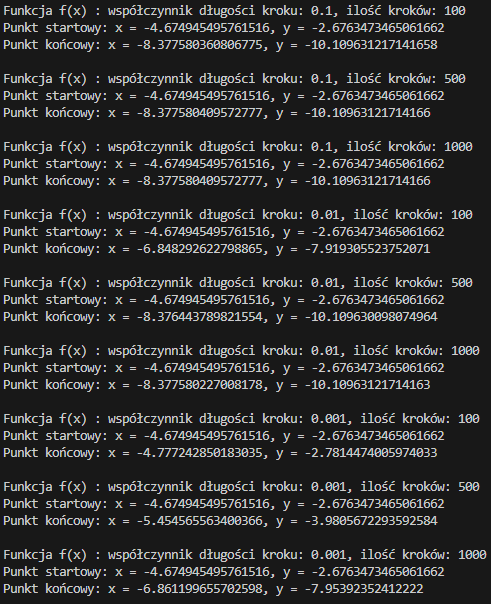 Funkcja f(x) : współczynnik długości kroku: 0.1, ilość kroków: 100
Punkt startowy: x = -4.674945495761516, y = -2.6763473465061662
Punkt końcowy: x = -8.377580360806775, y = -10.109631217141658
Funkcja f(x) : współczynnik długości kroku: 0.1, ilość kroków: 500
Punkt startowy: x = -4.674945495761516, y = -2.6763473465061662
Punkt końcowy: x = -8.377580409572777, y = -10.10963121714166
Funkcja f(x) : współczynnik długości kroku: 0.1, ilość kroków: 1000
Punkt startowy: x = -4.674945495761516, y = -2.6763473465061662
Punkt końcowy: x = -8.377580409572777, y = -10.10963121714166
Funkcja f(x) : współczynnik długości kroku: 0.01, ilość kroków: 100
Punkt startowy: x = -4.674945495761516, y = -2.6763473465061662
Punkt końcowy: x = -6.848292622798865, y = -7.919305523752071
Funkcja f(x) : współczynnik długości kroku: 0.01, ilość kroków: 500
Punkt startowy: x = -4.674945495761516, y = -2.6763473465061662
Punkt końcowy: x = -8.376443789821554, y = -10.109630098074964
Funkcja f(x) : współczynnik długości kroku: 0.01, ilość kroków: 1000
Punkt startowy: x = -4.674945495761516, y = -2.6763473465061662
Punkt końcowy: x = -8.377580227008178, y = -10.10963121714163
Funkcja f(x) : współczynnik długości kroku: 0.001, ilość kroków: 100
Punkt startowy: x = -4.674945495761516, y = -2.6763473465061662
Punkt końcowy: x = -4.777242850183035, y = -2.7814474005974033
Funkcja f(x) : współczynnik długości kroku: 0.001, ilość kroków: 500
Punkt startowy: x = -4.674945495761516, y = -2.6763473465061662
Punkt końcowy: x = -5.454565563400366, y = -3.9805672293592584
Funkcja f(x) : współczynnik długości kroku: 0.001, ilość kroków: 1000
Punkt startowy: x = -4.674945495761516, y = -2.6763473465061662
Punkt końcowy: x = -6.861199655702598, y = -7.95392352412222